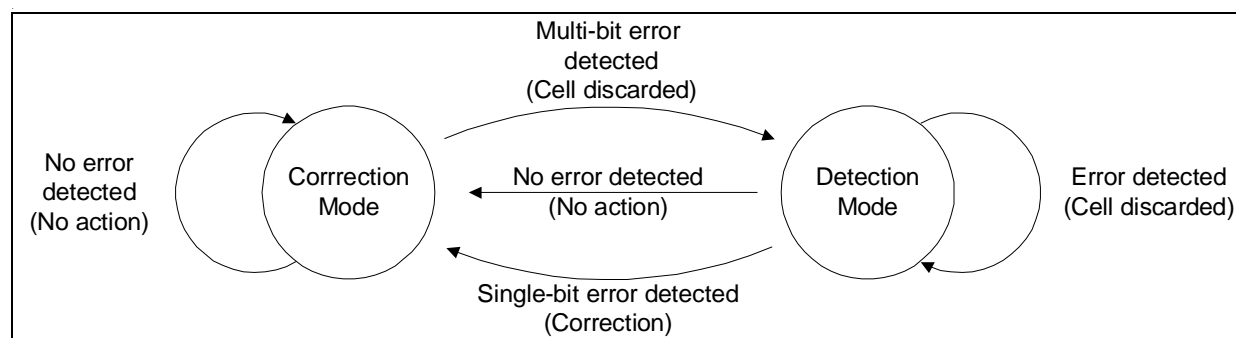 Multi-bit error
detected
(Cell discarded)
No error
detected
(No action)
Corrrection
Mode
No error detected
(No action)
Detection
Mode
Error detected
(Cell discarded)
Single-bit error detected
(Correction)